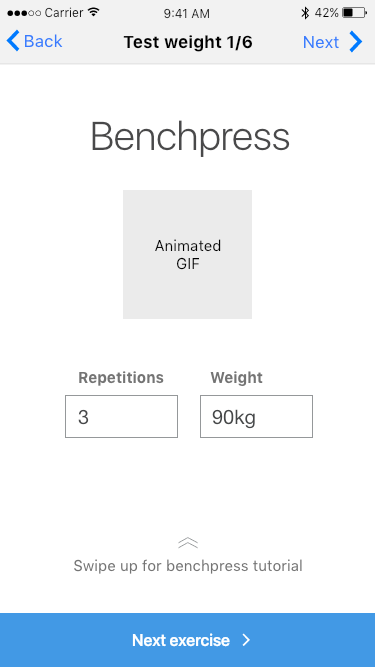 Carrier 9:41 AM 42%
Back Test weight 1/6 Next
Benchpress
Animated
GIF
Repetitions Weight
3 90kg
Swipe up for benchpress tutorial
Next exercise